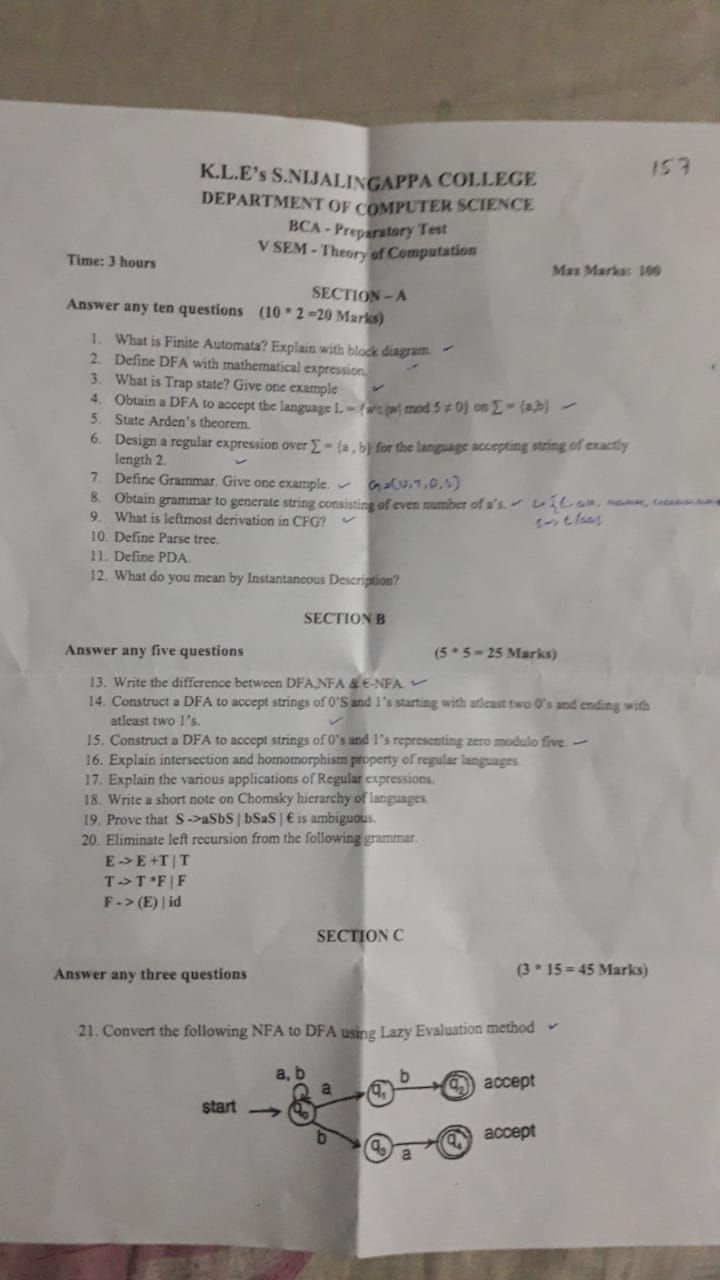 157
K.L.E's S.NIJALINGAPPA COLLEGE
DEPARTMENT OF COMPUTER SCIENCE
BCA - Preparatory Test
V SEM - Theory of Computation
Time: 3 hours
Max Marks: 100
SECTION – A
Answer any ten questions (10 * 2 =20 Marks)
1. What is Finite Automata? Explain with block diagram.
2. Define DFA with mathematical expression.
3. What is Trap state? Give one example
4. Obtain a DFA to accept the language L = {w: |w| mod 5 ≠ 0} on ∑ = {a,b}
5. State Arden's theorem.
6. Design a regular expression over ∑ = {a , b} for the language accepting string of exactly
length 2.
7. Define Grammar. Give one example.
8. Obtain grammar to generate string consisting of even number of a's.
9. What is leftmost derivation in CFG?
10. Define Parse tree.
11. Define PDA.
12. What do you mean by Instantaneous Description?
SECTION B
Answer any five questions (5 * 5 = 25 Marks)
13. Write the difference between DFA,NFA & €-NFA.
14. Construct a DFA to accept strings of 0'S and 1's starting with atleast two 0's and ending with
atleast two 1's.
15. Construct a DFA to accept strings of 0's and 1's representing zero modulo five.
16. Explain intersection and homomorphism property of regular languages.
17. Explain the various applications of Regular expressions.
18. Write a short note on Chomsky hierarchy of languages.
19. Prove that S ->aSbS | bSaS | € is ambiguous.
20. Eliminate left recursion from the following grammar.
E -> E +T | T
T -> T *F | F
F - > (E) | id
SECTION C
Answer any three questions (3 * 15 = 45 Marks)
21. Convert the following NFA to DFA using Lazy Evaluation method
a, b
a
b
start
q0
q1
q2
accept
b
q3
a
q4
accept